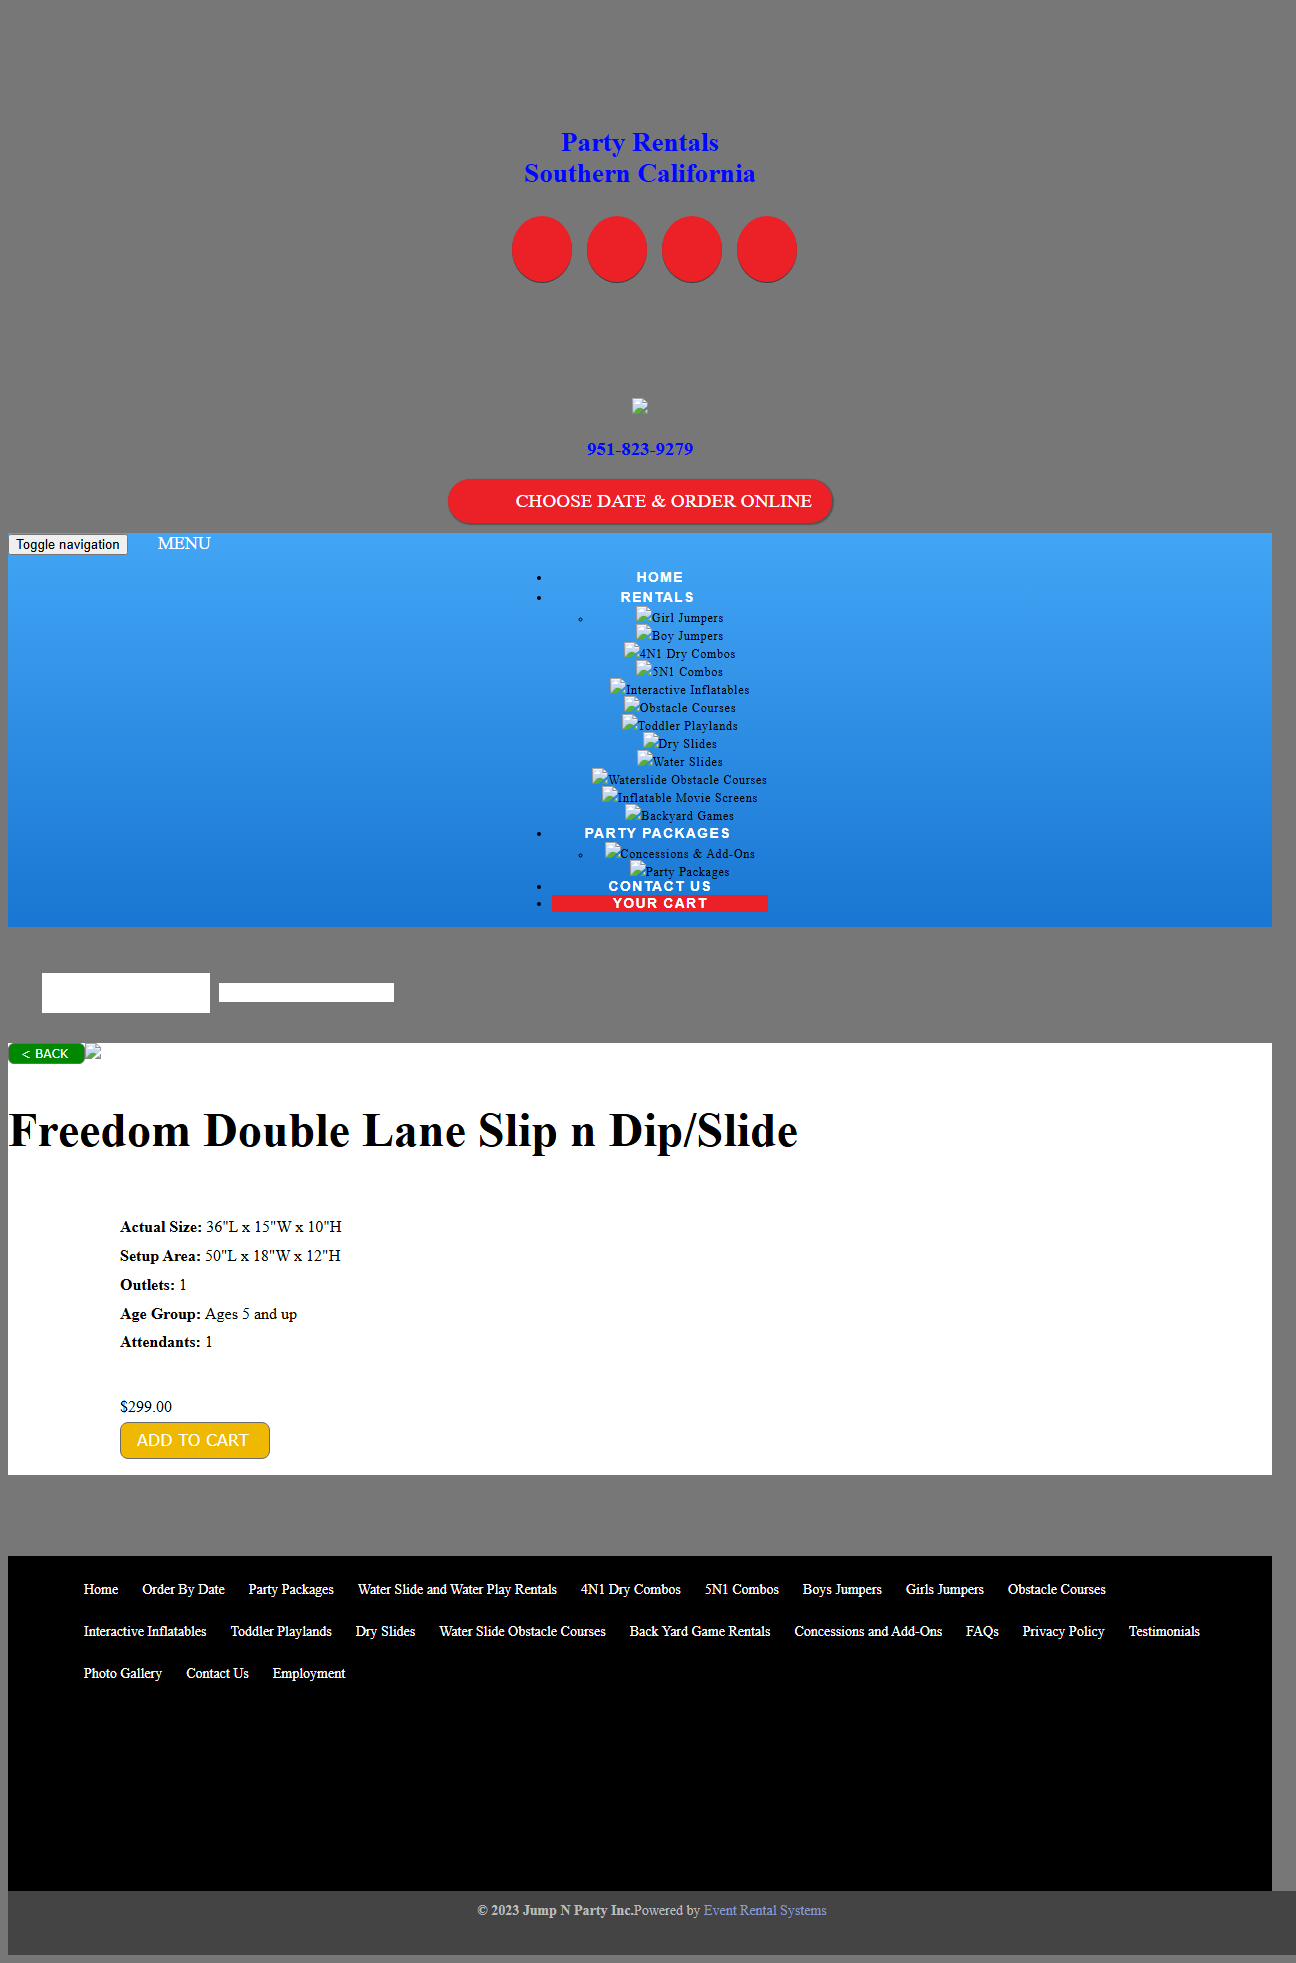 Party Rentals
Southern California
951-823-9279
CHOOSE DATE & ORDER ONLINE
Toggle navigation MENU
HOME
RENTALS
Girl Jumpers
Boy Jumpers
4N1 Dry Combos
5N1 Combos
Interactive Inflatables
Obstacle Courses
Toddler Playlands
Dry Slides
Water Slides
Waterslide Obstacle Courses
Inflatable Movie Screens
Backyard Games
PARTY PACKAGES
Concessions & Add-Ons
Party Packages
CONTACT US
YOUR CART
< BACK
Freedom Double Lane Slip n Dip/Slide
Actual Size: 36"L x 15"W x 10"H
Setup Area: 50"L x 18"W x 12"H
Outlets: 1
Age Group: Ages 5 and up
Attendants: 1
$299.00
ADD TO CART
Home Order By Date Party Packages Water Slide and Water Play Rentals 4N1 Dry Combos 5N1 Combos Boys Jumpers Girls Jumpers Obstacle Courses
Interactive Inflatables Toddler Playlands Dry Slides Water Slide Obstacle Courses Back Yard Game Rentals Concessions and Add-Ons FAQs Privacy Policy Testimonials
Photo Gallery Contact Us Employment
© 2023 Jump N Party Inc.Powered by Event Rental Systems